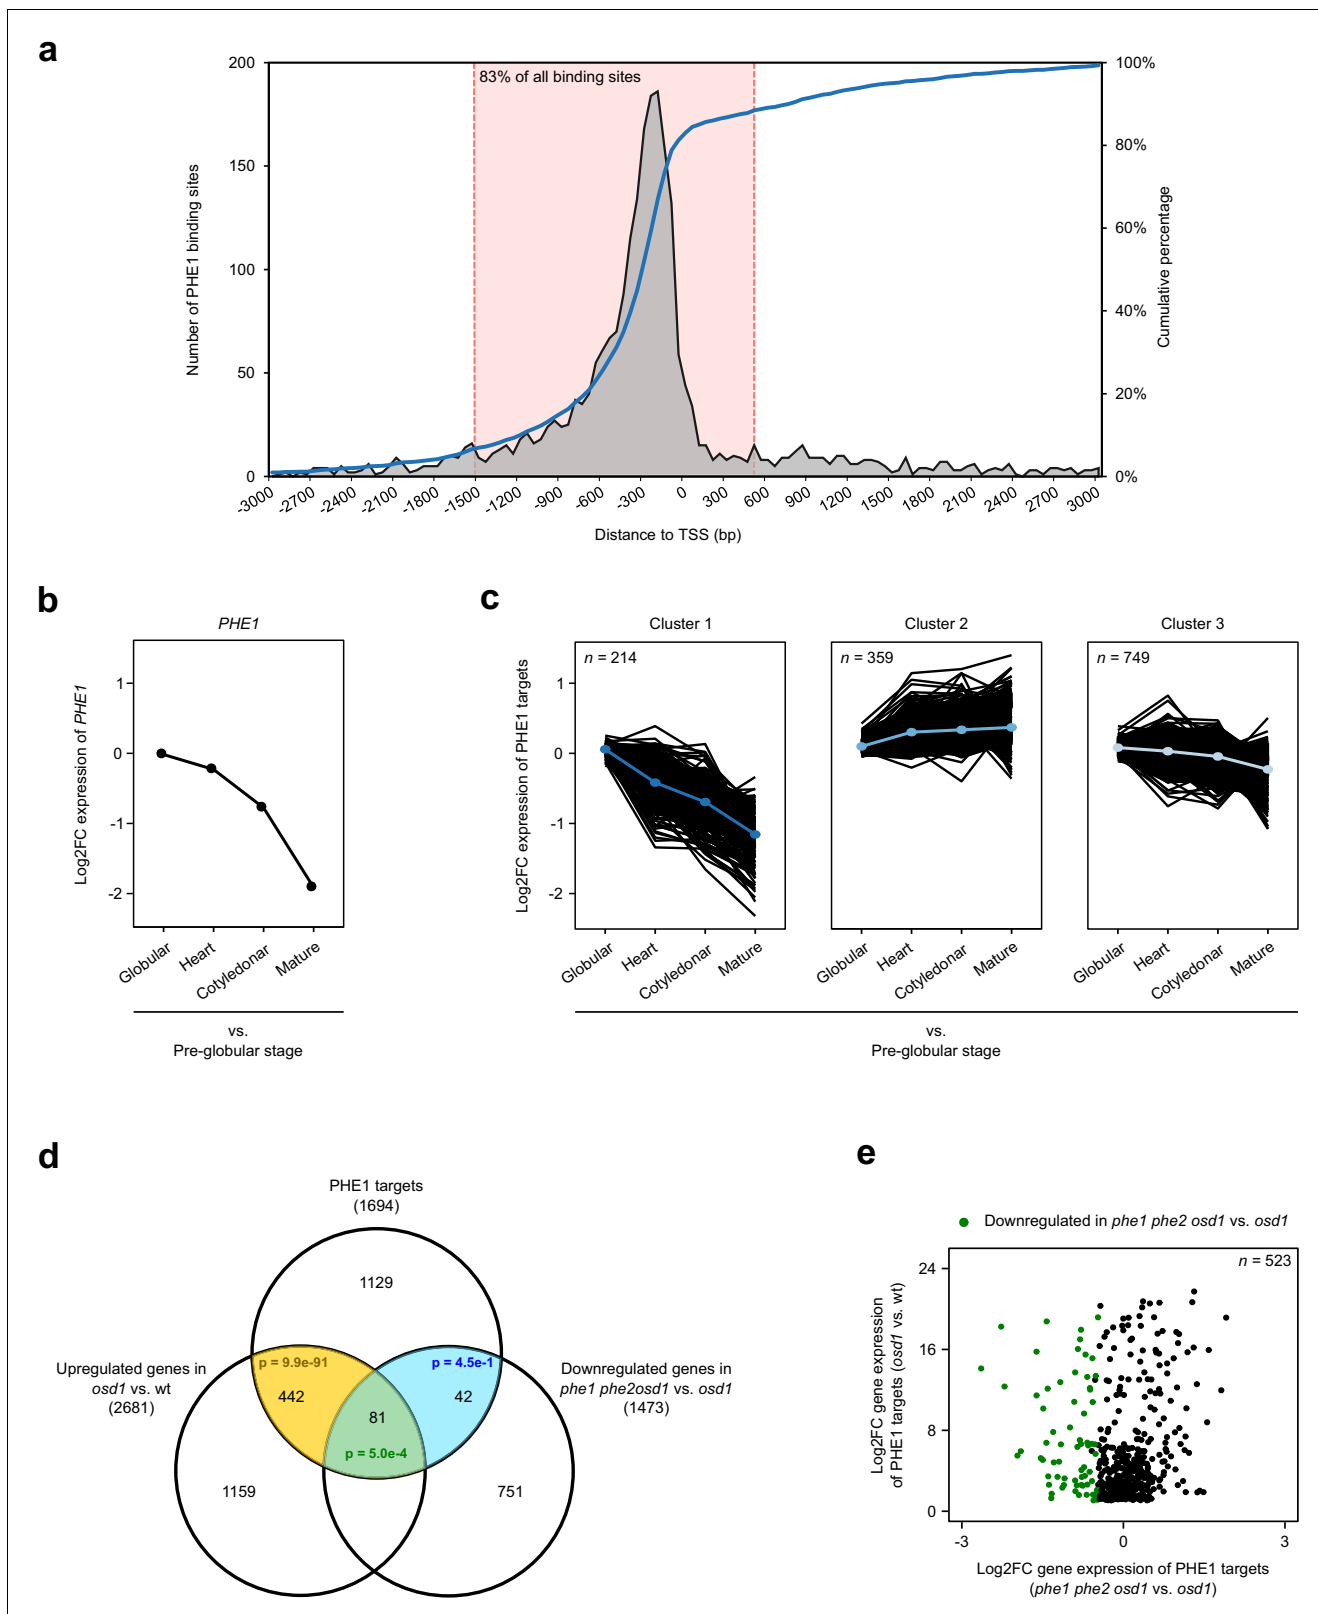 a
83% of all binding sites
200
150
100
50
0
Number of PHE1 binding sites
100%
80%
60%
40%
20%
0%
Cumulative percentage
-3000 -2700 -2400 -2100 -1800 -1500 -1200 -900 -600 -300 0 300 600 900 1200 1500 1800 2100 2400 2700 3000
Distance to TSS (bp)
b
PHE1
Log2FC expression of PHE1
1
0
-1
-2
Globular Heart Cotyledonar Mature
vs.
Pre-globular stage
c
Cluster 1 Cluster 2 Cluster 3
n = 214 n = 359 n = 749
Log2FC expression of PHE1 targets
1
0
-1
-2
Globular Heart Cotyledonar Mature Globular Heart Cotyledonar Mature Globular Heart Cotyledonar Mature
vs.
Pre-globular stage
d
PHE1 targets
(1694)
1129
Upregulated genes in
osd1 vs. wt
(2681)
p = 9.9e-91
442
p = 4.5e-1
42
Downregulated genes in
phe1 phe2osd1 vs. osd1
(1473)
81
p = 5.0e-4
1159
751
e
Downregulated in phe1 phe2 osd1 vs. osd1
n = 523
Log2FC gene expression
of PHE1 targets (osd1 vs. wt)
24
16
8
0
-3 0 3
Log2FC gene expression of PHE1 targets
(phe1 phe2 osd1 vs. osd1)